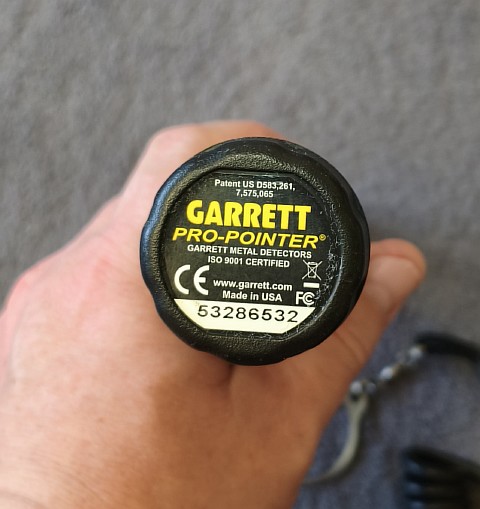 Patent US D583,261,
7,575,065
GARRETT
PRO-POINTER®
GARRETT METAL DETECTORS
ISO 9001 CERTIFIED
CE www.garrett.com
Made in USA FC
53286532